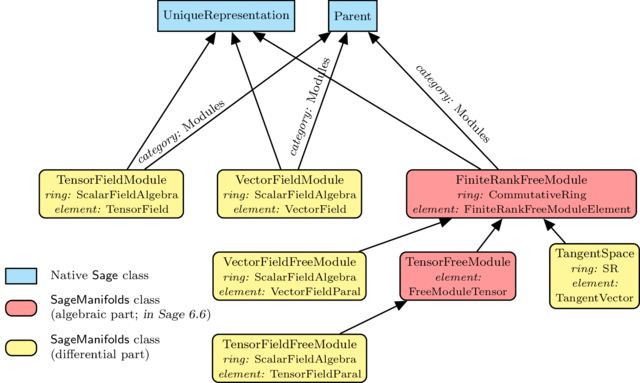 UniqueRepresentation
Parent
category: Modules
category: Modules
category: Modules
TensorFieldModule
ring: ScalarFieldAlgebra
element: TensorField
VectorFieldModule
ring: ScalarFieldAlgebra
element: VectorField
FiniteRankFreeModule
ring: CommutativeRing
element: FiniteRankFreeModuleElement
VectorFieldFreeModule
ring: ScalarFieldAlgebra
element: VectorFieldParal
TensorFreeModule
element:
FreeModuleTensor
TangentSpace
ring: SR
element:
TangentVector
TensorFieldFreeModule
ring: ScalarFieldAlgebra
element: TensorFieldParal
Native Sage class
SageManifolds class
(algebraic part; in Sage 6.6)
SageManifolds class
(differential part)